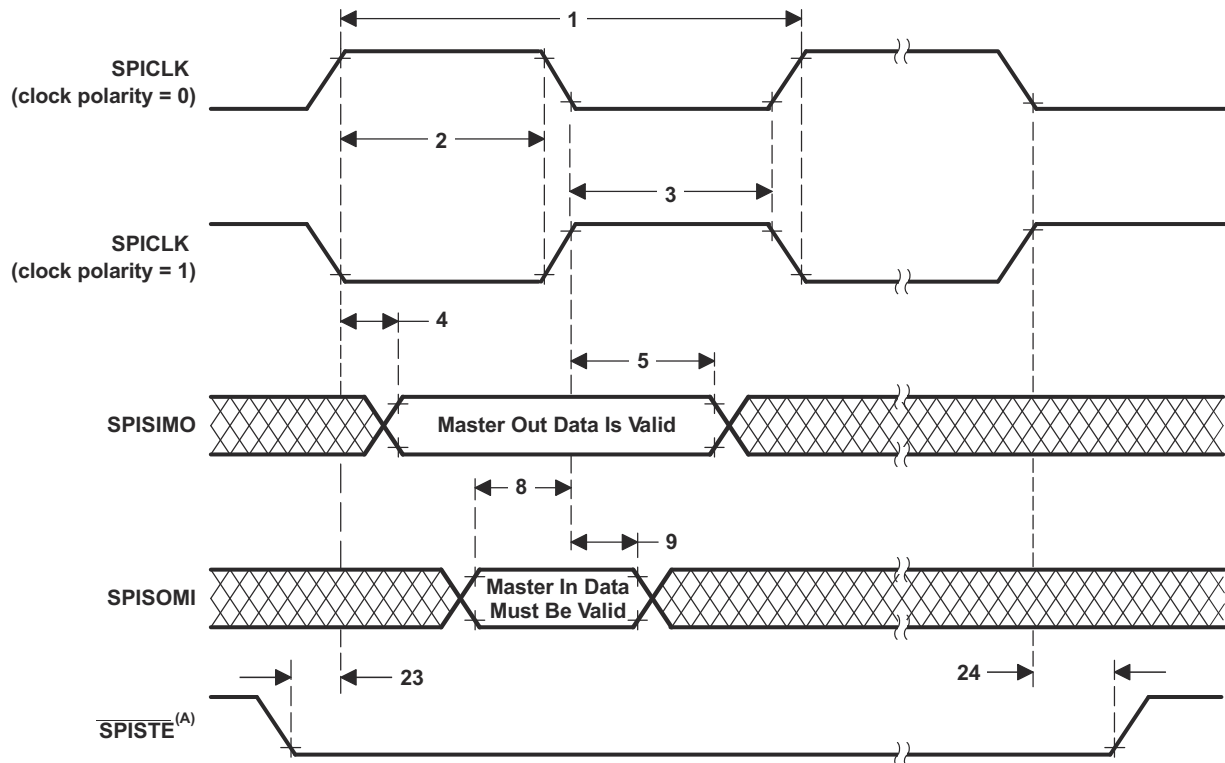 1
SPICLK
(clock polarity = 0)
2
3
SPICLK
(clock polarity = 1)
4
5
SPISIMO
Master Out Data Is Valid
8
9
SPISOMI
Master In Data
Must Be Valid
23
24
SPISTE(A)